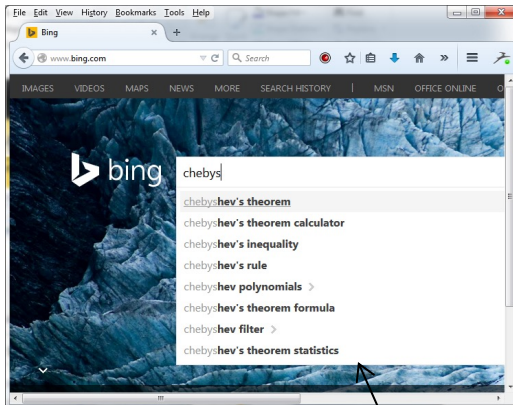 File Edit View History Bookmarks Tools Help
Bing
www.bing.com Search
IMAGES VIDEOS MAPS NEWS MORE SEARCH HISTORY | MSN OFFICE ONLINE O
bing
chebys
chebyshev's theorem
chebyshev's theorem calculator
chebyshev's inequality
chebyshev's rule
chebyshev polynomials >
chebyshev's theorem formula
chebyshev filter >
chebyshev's theorem statistics